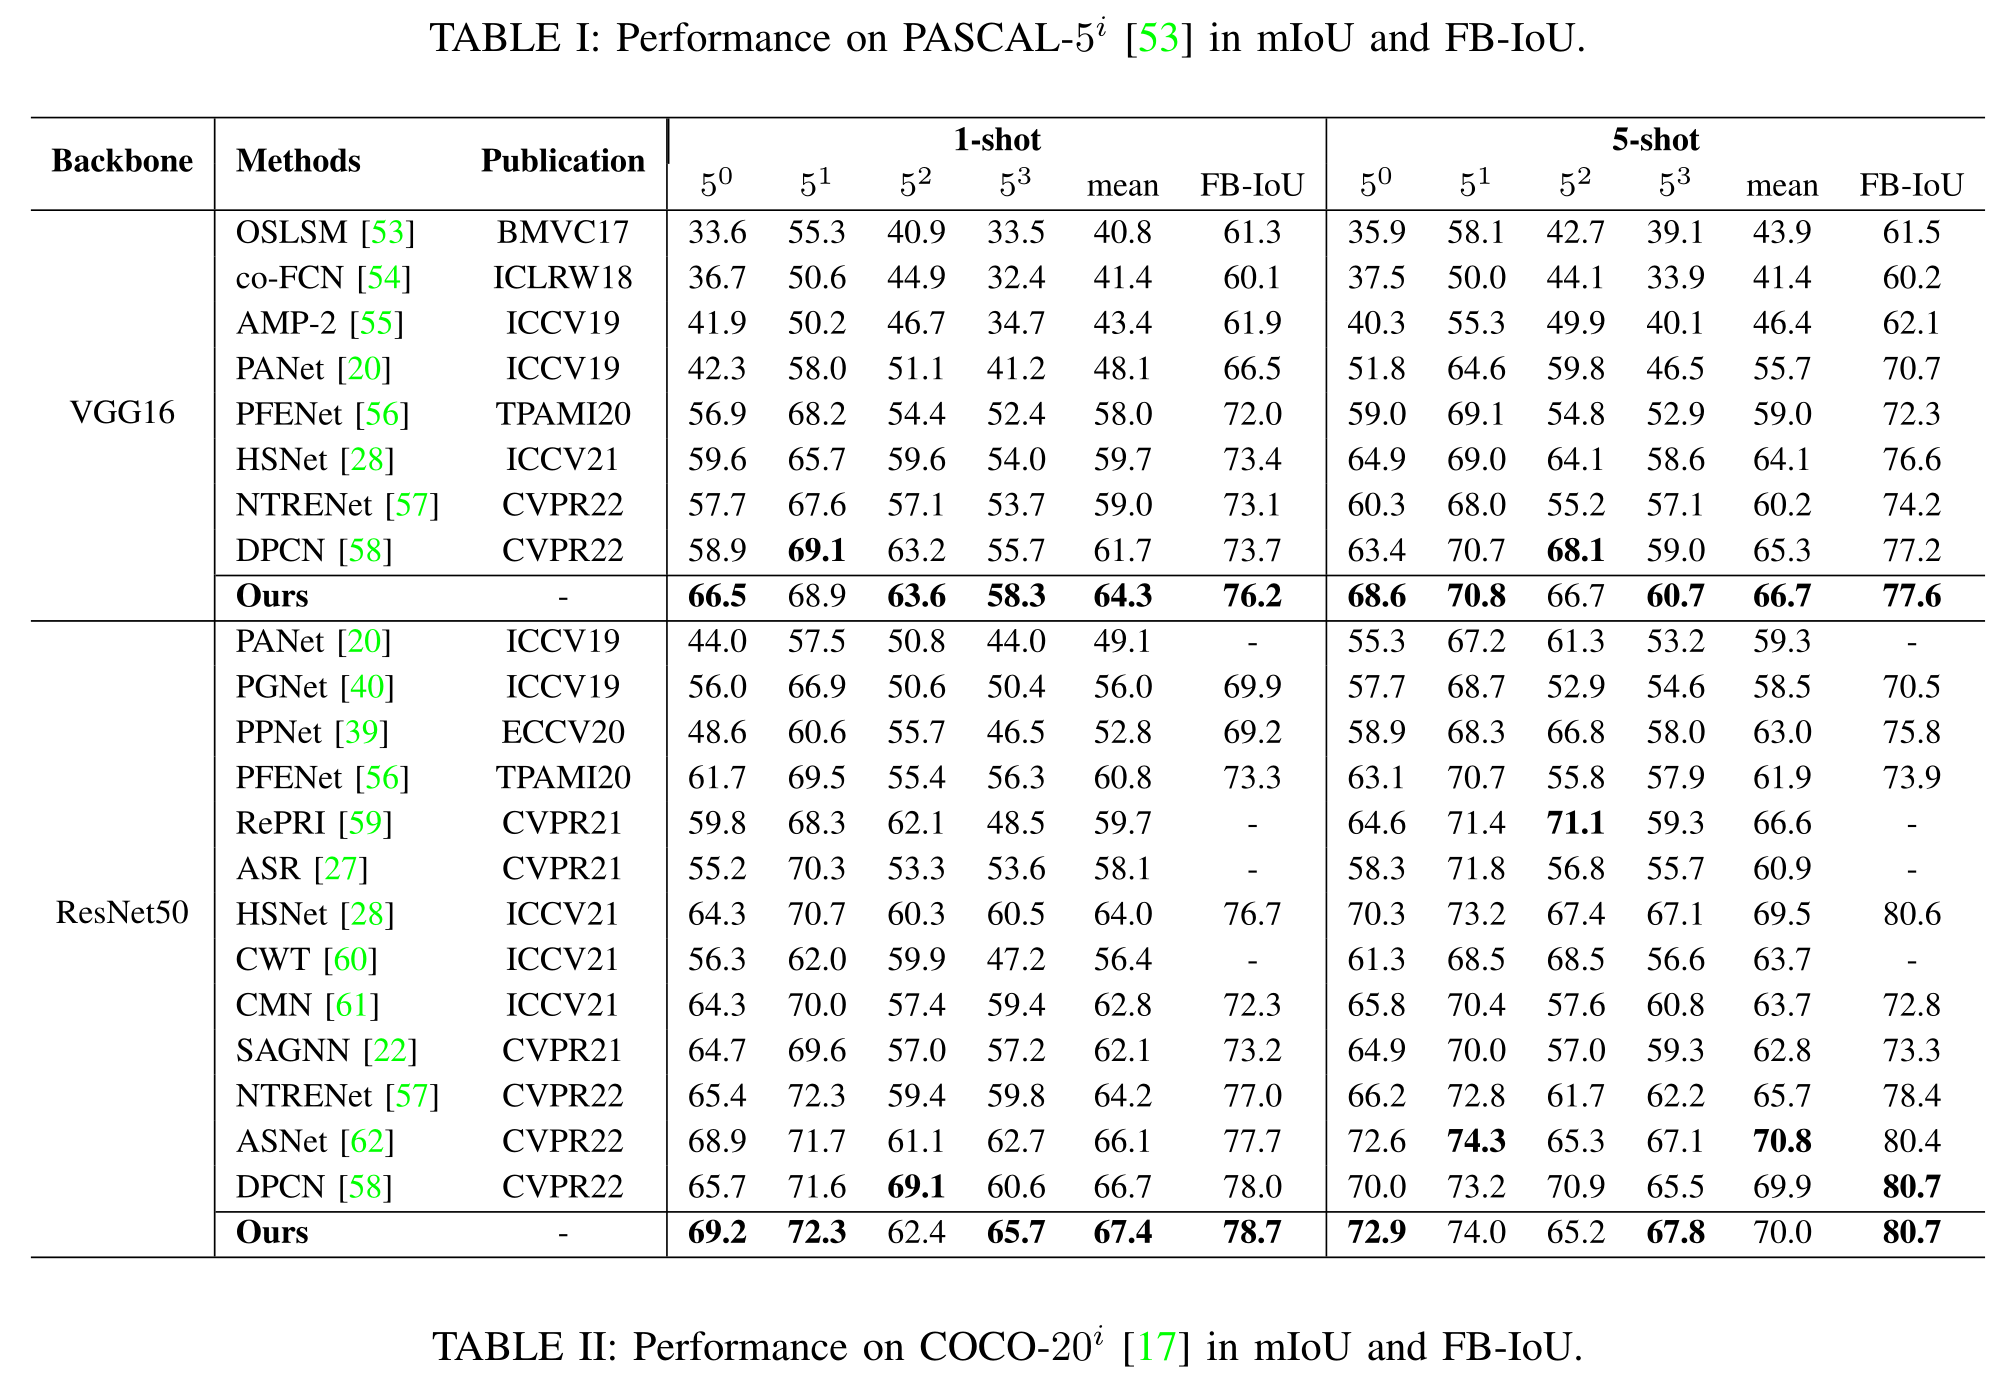 TABLE I: Performance on PASCAL-5^i [53] in mIoU and FB-IoU.
Backbone Methods Publication 1-shot 5-shot
5^0 5^1 5^2 5^3 mean FB-IoU 5^0 5^1 5^2 5^3 mean FB-IoU
VGG16
OSLSM [53] BMVC17 33.6 55.3 40.9 33.5 40.8 61.3 35.9 58.1 42.7 39.1 43.9 61.5
co-FCN [54] ICLRW18 36.7 50.6 44.9 32.4 41.4 60.1 37.5 50.0 44.1 33.9 41.4 60.2
AMP-2 [55] ICCV19 41.9 50.2 46.7 34.7 43.4 61.9 40.3 55.3 49.9 40.1 46.4 62.1
PANet [20] ICCV19 42.3 58.0 51.1 41.2 48.1 66.5 51.8 64.6 59.8 46.5 55.7 70.7
PFENet [56] TPAMI20 56.9 68.2 54.4 52.4 58.0 72.0 59.0 69.1 54.8 52.9 59.0 72.3
HSNet [28] ICCV21 59.6 65.7 59.6 54.0 59.7 73.4 64.9 69.0 64.1 58.6 64.1 76.6
NTRENet [57] CVPR22 57.7 67.6 57.1 53.7 59.0 73.1 60.3 68.0 55.2 57.1 60.2 74.2
DPCN [58] CVPR22 58.9 69.1 63.2 55.7 61.7 73.7 63.4 70.7 68.1 59.0 65.3 77.2
Ours - 66.5 68.9 63.6 58.3 64.3 76.2 68.6 70.8 66.7 60.7 66.7 77.6
ResNet50
PANet [20] ICCV19 44.0 57.5 50.8 44.0 49.1 - 55.3 67.2 61.3 53.2 59.3 -
PGNet [40] ICCV19 56.0 66.9 50.6 50.4 56.0 69.9 57.7 68.7 52.9 54.6 58.5 70.5
PPNet [39] ECCV20 48.6 60.6 55.7 46.5 52.8 69.2 58.9 68.3 66.8 58.0 63.0 75.8
PFENet [56] TPAMI20 61.7 69.5 55.4 56.3 60.8 73.3 63.1 70.7 55.8 57.9 61.9 73.9
RePRI [59] CVPR21 59.8 68.3 62.1 48.5 59.7 - 64.6 71.4 71.1 59.3 66.6 -
ASR [27] CVPR21 55.2 70.3 53.3 53.6 58.1 - 58.3 71.8 56.8 55.7 60.9 -
HSNet [28] ICCV21 64.3 70.7 60.3 60.5 64.0 76.7 70.3 73.2 67.4 67.1 69.5 80.6
CWT [60] ICCV21 56.3 62.0 59.9 47.2 56.4 - 61.3 68.5 68.5 56.6 63.7 -
CMN [61] ICCV21 64.3 70.0 57.4 59.4 62.8 72.3 65.8 70.4 57.6 60.8 63.7 72.8
SAGNN [22] CVPR21 64.7 69.6 57.0 57.2 62.1 73.2 64.9 70.0 57.0 59.3 62.8 73.3
NTRENet [57] CVPR22 65.4 72.3 59.4 59.8 64.2 77.0 66.2 72.8 61.7 62.2 65.7 78.4
ASNet [62] CVPR22 68.9 71.7 61.1 62.7 66.1 77.7 72.6 74.3 65.3 67.1 70.8 80.4
DPCN [58] CVPR22 65.7 71.6 69.1 60.6 66.7 78.0 70.0 73.2 70.9 65.5 69.9 80.7
Ours - 69.2 72.3 62.4 65.7 67.4 78.7 72.9 74.0 65.2 67.8 70.0 80.7
TABLE II: Performance on COCO-20^i [17] in mIoU and FB-IoU.